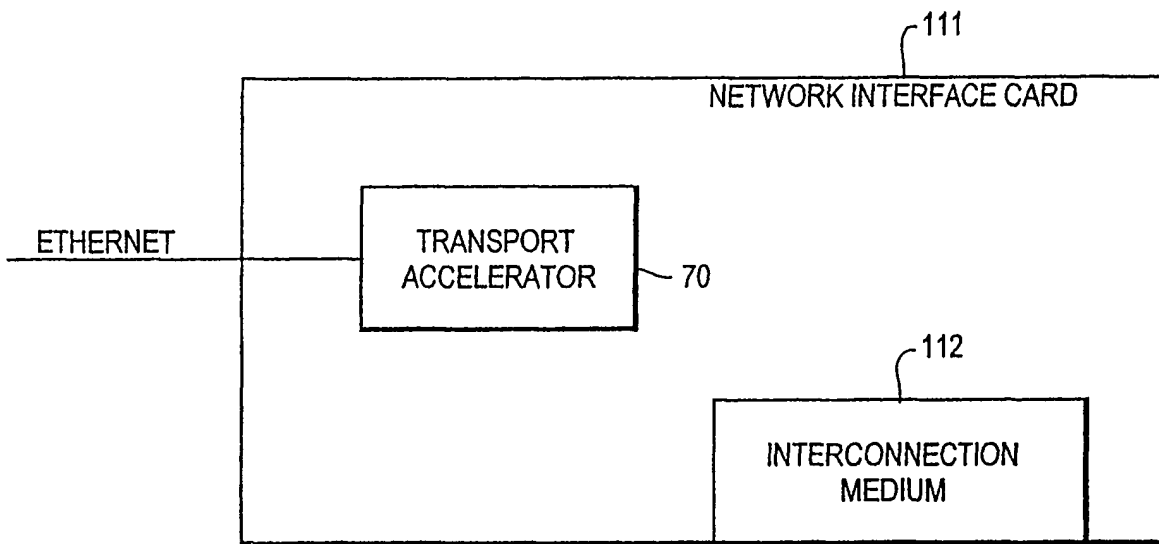 111
NETWORK INTERFACE CARD
ETHERNET
TRANSPORT
ACCELERATOR
70
112
INTERCONNECTION
MEDIUM